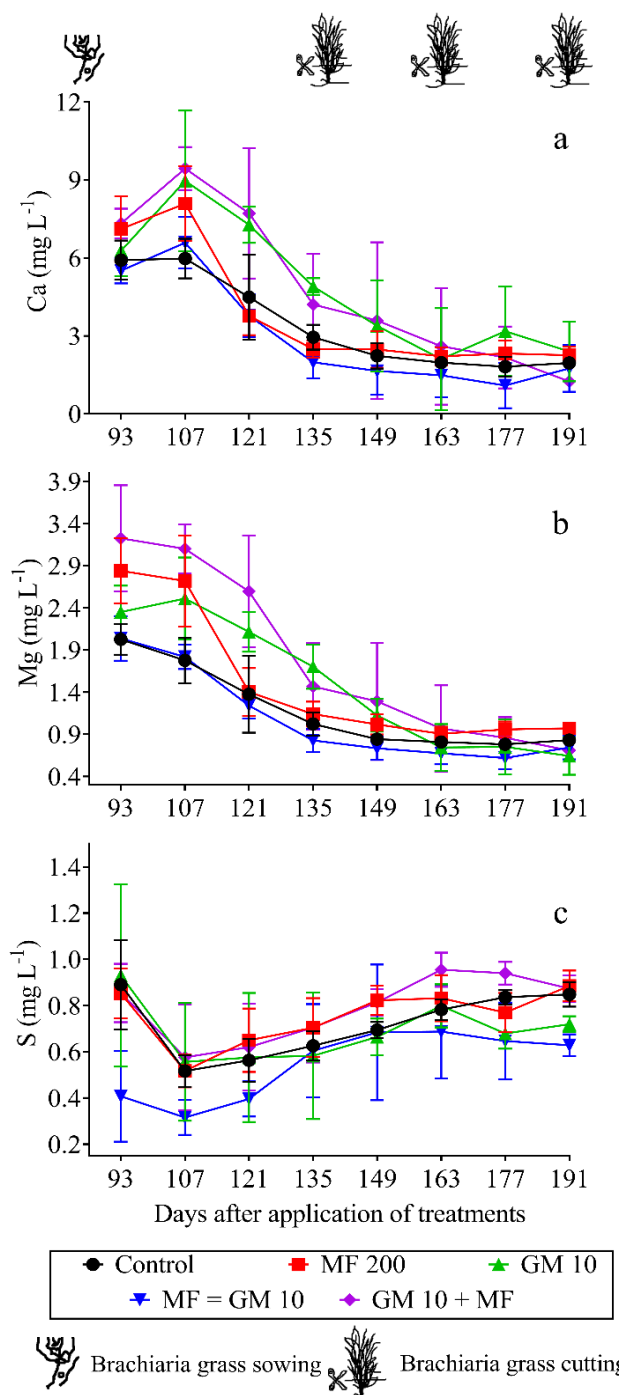 a
Ca (mg L⁻¹)
12
9
6
3
0
93 107 121 135 149 163 177 191
b
Mg (mg L⁻¹)
3.9
3.4
2.9
2.4
1.9
1.4
0.9
0.4
93 107 121 135 149 163 177 191
c
S (mg L⁻¹)
1.4
1.2
1.0
0.8
0.6
0.4
0.2
93 107 121 135 149 163 177 191
Days after application of treatments
Control MF 200 GM 10
MF = GM 10 GM 10 + MF
Brachiaria grass sowing Brachiaria grass cutting